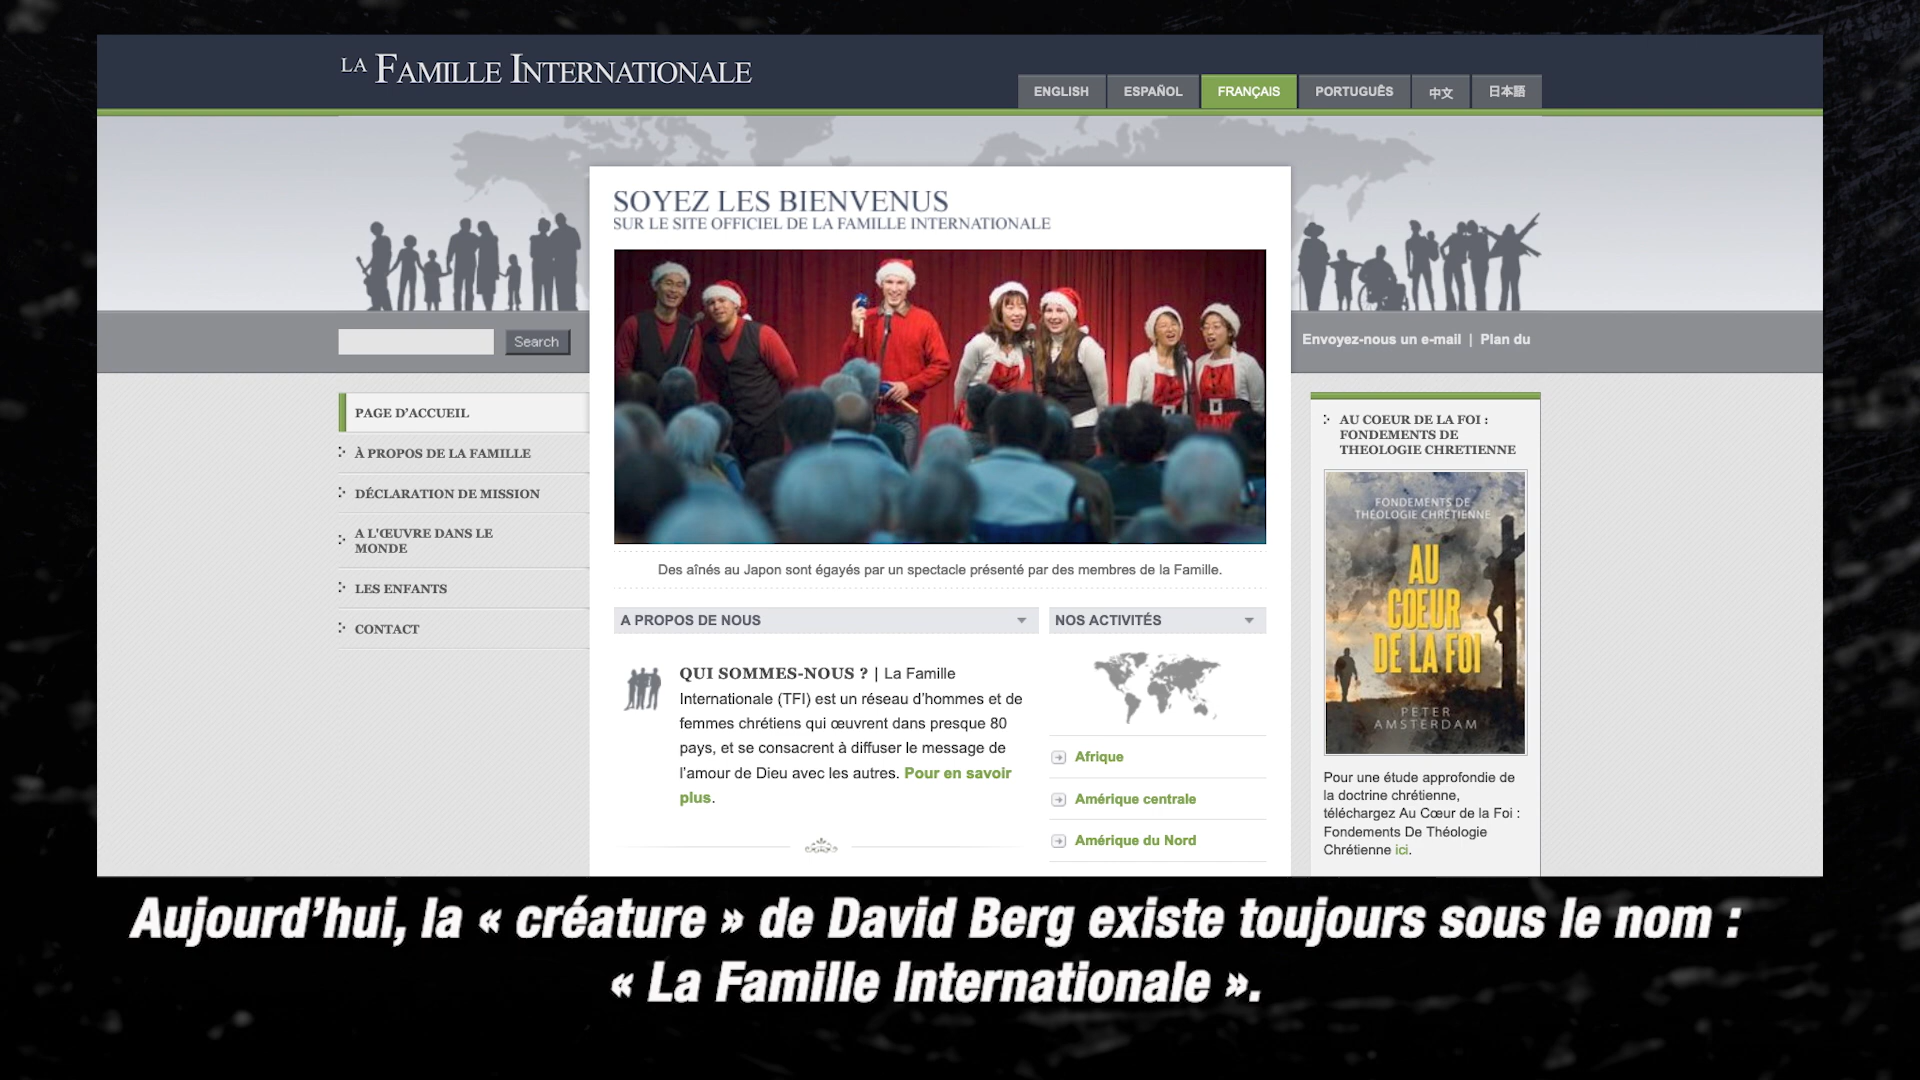 LA FAMILLE INTERNATIONALE
ENGLISH
ESPAÑOL
FRANÇAIS
PORTUGUÊS
中文
日本語
SOYEZ LES BIENVENUS
SUR LE SITE OFFICIEL DE LA FAMILLE INTERNATIONALE
Search
Envoyez-nous un e-mail | Plan du
PAGE D'ACCUEIL
À PROPOS DE LA FAMILLE
DÉCLARATION DE MISSION
A L'ŒUVRE DANS LE
MONDE
LES ENFANTS
CONTACT
Des aînés au Japon sont égayés par un spectacle présenté par des membres de la Famille.
A PROPOS DE NOUS
QUI SOMMES-NOUS ? | La Famille
Internationale (TFI) est un réseau d'hommes et de
femmes chrétiens qui œuvrent dans presque 80
pays, et se consacrent à diffuser le message de
l'amour de Dieu avec les autres. Pour en savoir
plus.
NOS ACTIVITÉS
Afrique
Amérique centrale
Amérique du Nord
AU COEUR DE LA FOI :
FONDEMENTS DE
THEOLOGIE CHRETIENNE
FONDEMENTS DE
THÉOLOGIE CHRÉTIENNE
AU
COEUR
DE LA FOI
PETER
AMSTERDAM
Pour une étude approfondie de
la doctrine chrétienne,
téléchargez Au Cœur de la Foi :
Fondements De Théologie
Chrétienne ici.
Aujourd'hui, la « créature » de David Berg existe toujours sous le nom :
« La Famille Internationale ».